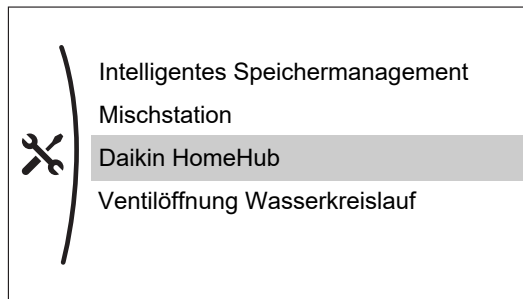 Intelligentes Speichermanagement
Mischstation
Daikin HomeHub
Ventilöffnung Wasserkreislauf